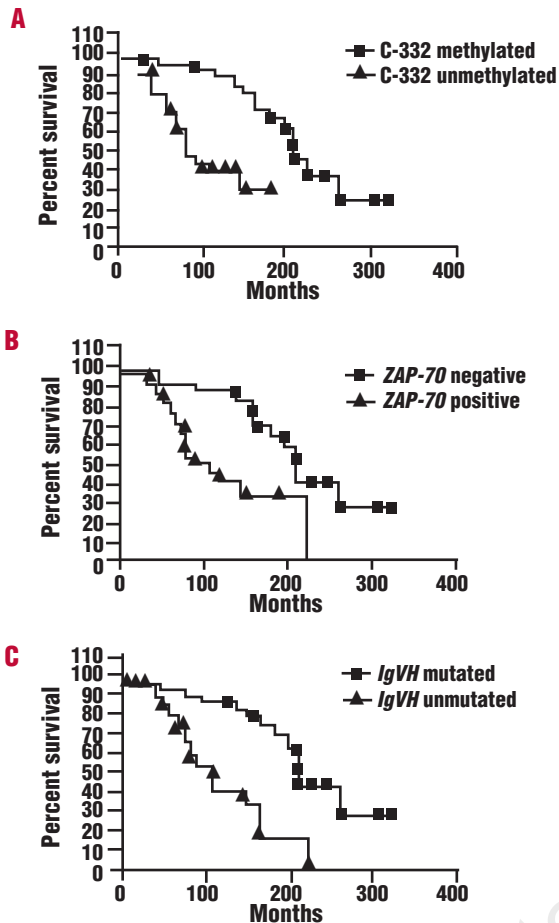 A
110
100
90
80
70
60
50
40
30
20
10
0
Percent survival
C-332 methylated
C-332 unmethylated
0 100 200 300 400
Months
B
110
100
90
80
70
60
50
40
30
20
10
0
Percent survival
ZAP-70 negative
ZAP-70 positive
0 100 200 300 400
Months
C
110
100
90
80
70
60
50
40
30
20
10
0
Percent survival
IgVH mutated
IgVH unmutated
0 100 200 300 400
Months